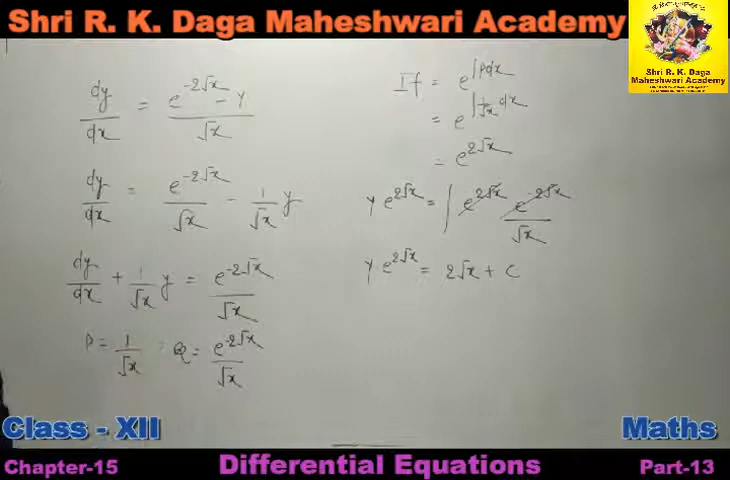 Shri R. K. Daga Maheshwari Academy
Shri R. K. Daga
Maheshwari Academy
dy/dx = (e^{-2√x} - y)/√x
dy/dx = e^{-2√x}/√x - 1/√x y
dy/dx + 1/√x y = e^{-2√x}/√x
P = 1/√x Q = e^{-2√x}/√x
If = e^{∫Pdx}
= e^{∫1/√x dx}
= e^{2√x}
y e^{2√x} = ∫ e^{2√x} e^{-2√x}/√x
y e^{2√x} = 2√x + C
Class - XII
Maths
Chapter-15
Differential Equations
Part-13